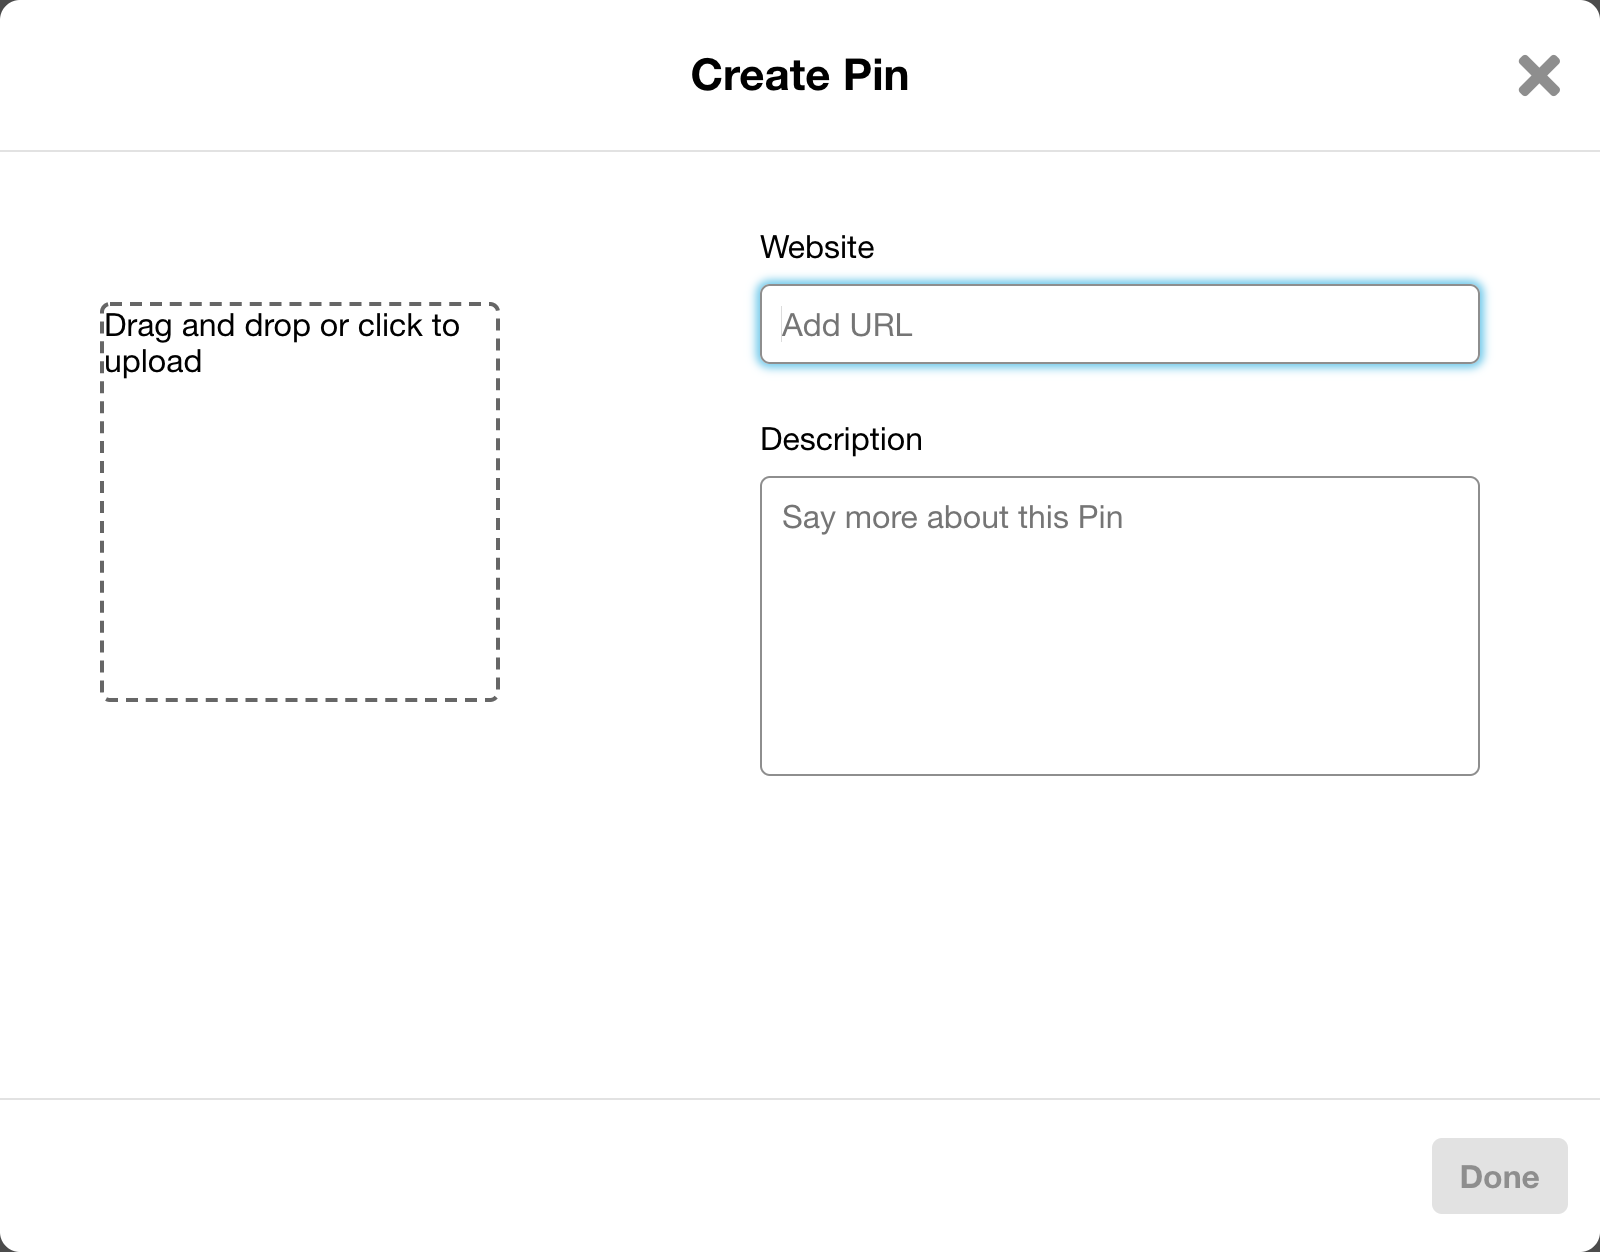 Create Pin
Website
Drag and drop or click to
upload
Add URL
Description
Say more about this Pin
Done